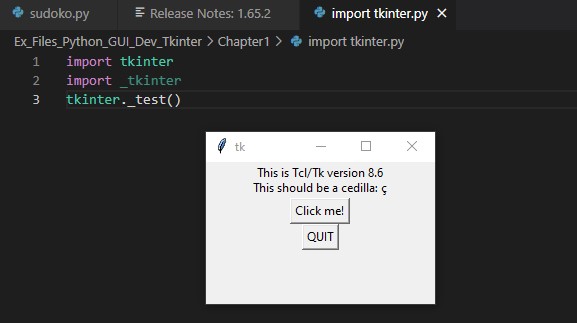 sudoko.py
Release Notes: 1.65.2
import tkinter.py
Ex_Files_Python_GUI_Dev_Tkinter > Chapter1 > import tkinter.py
1 import tkinter
2 import _tkinter
3 tkinter._test()
tk
This is Tcl/Tk version 8.6
This should be a cedilla: ç
Click me!
QUIT